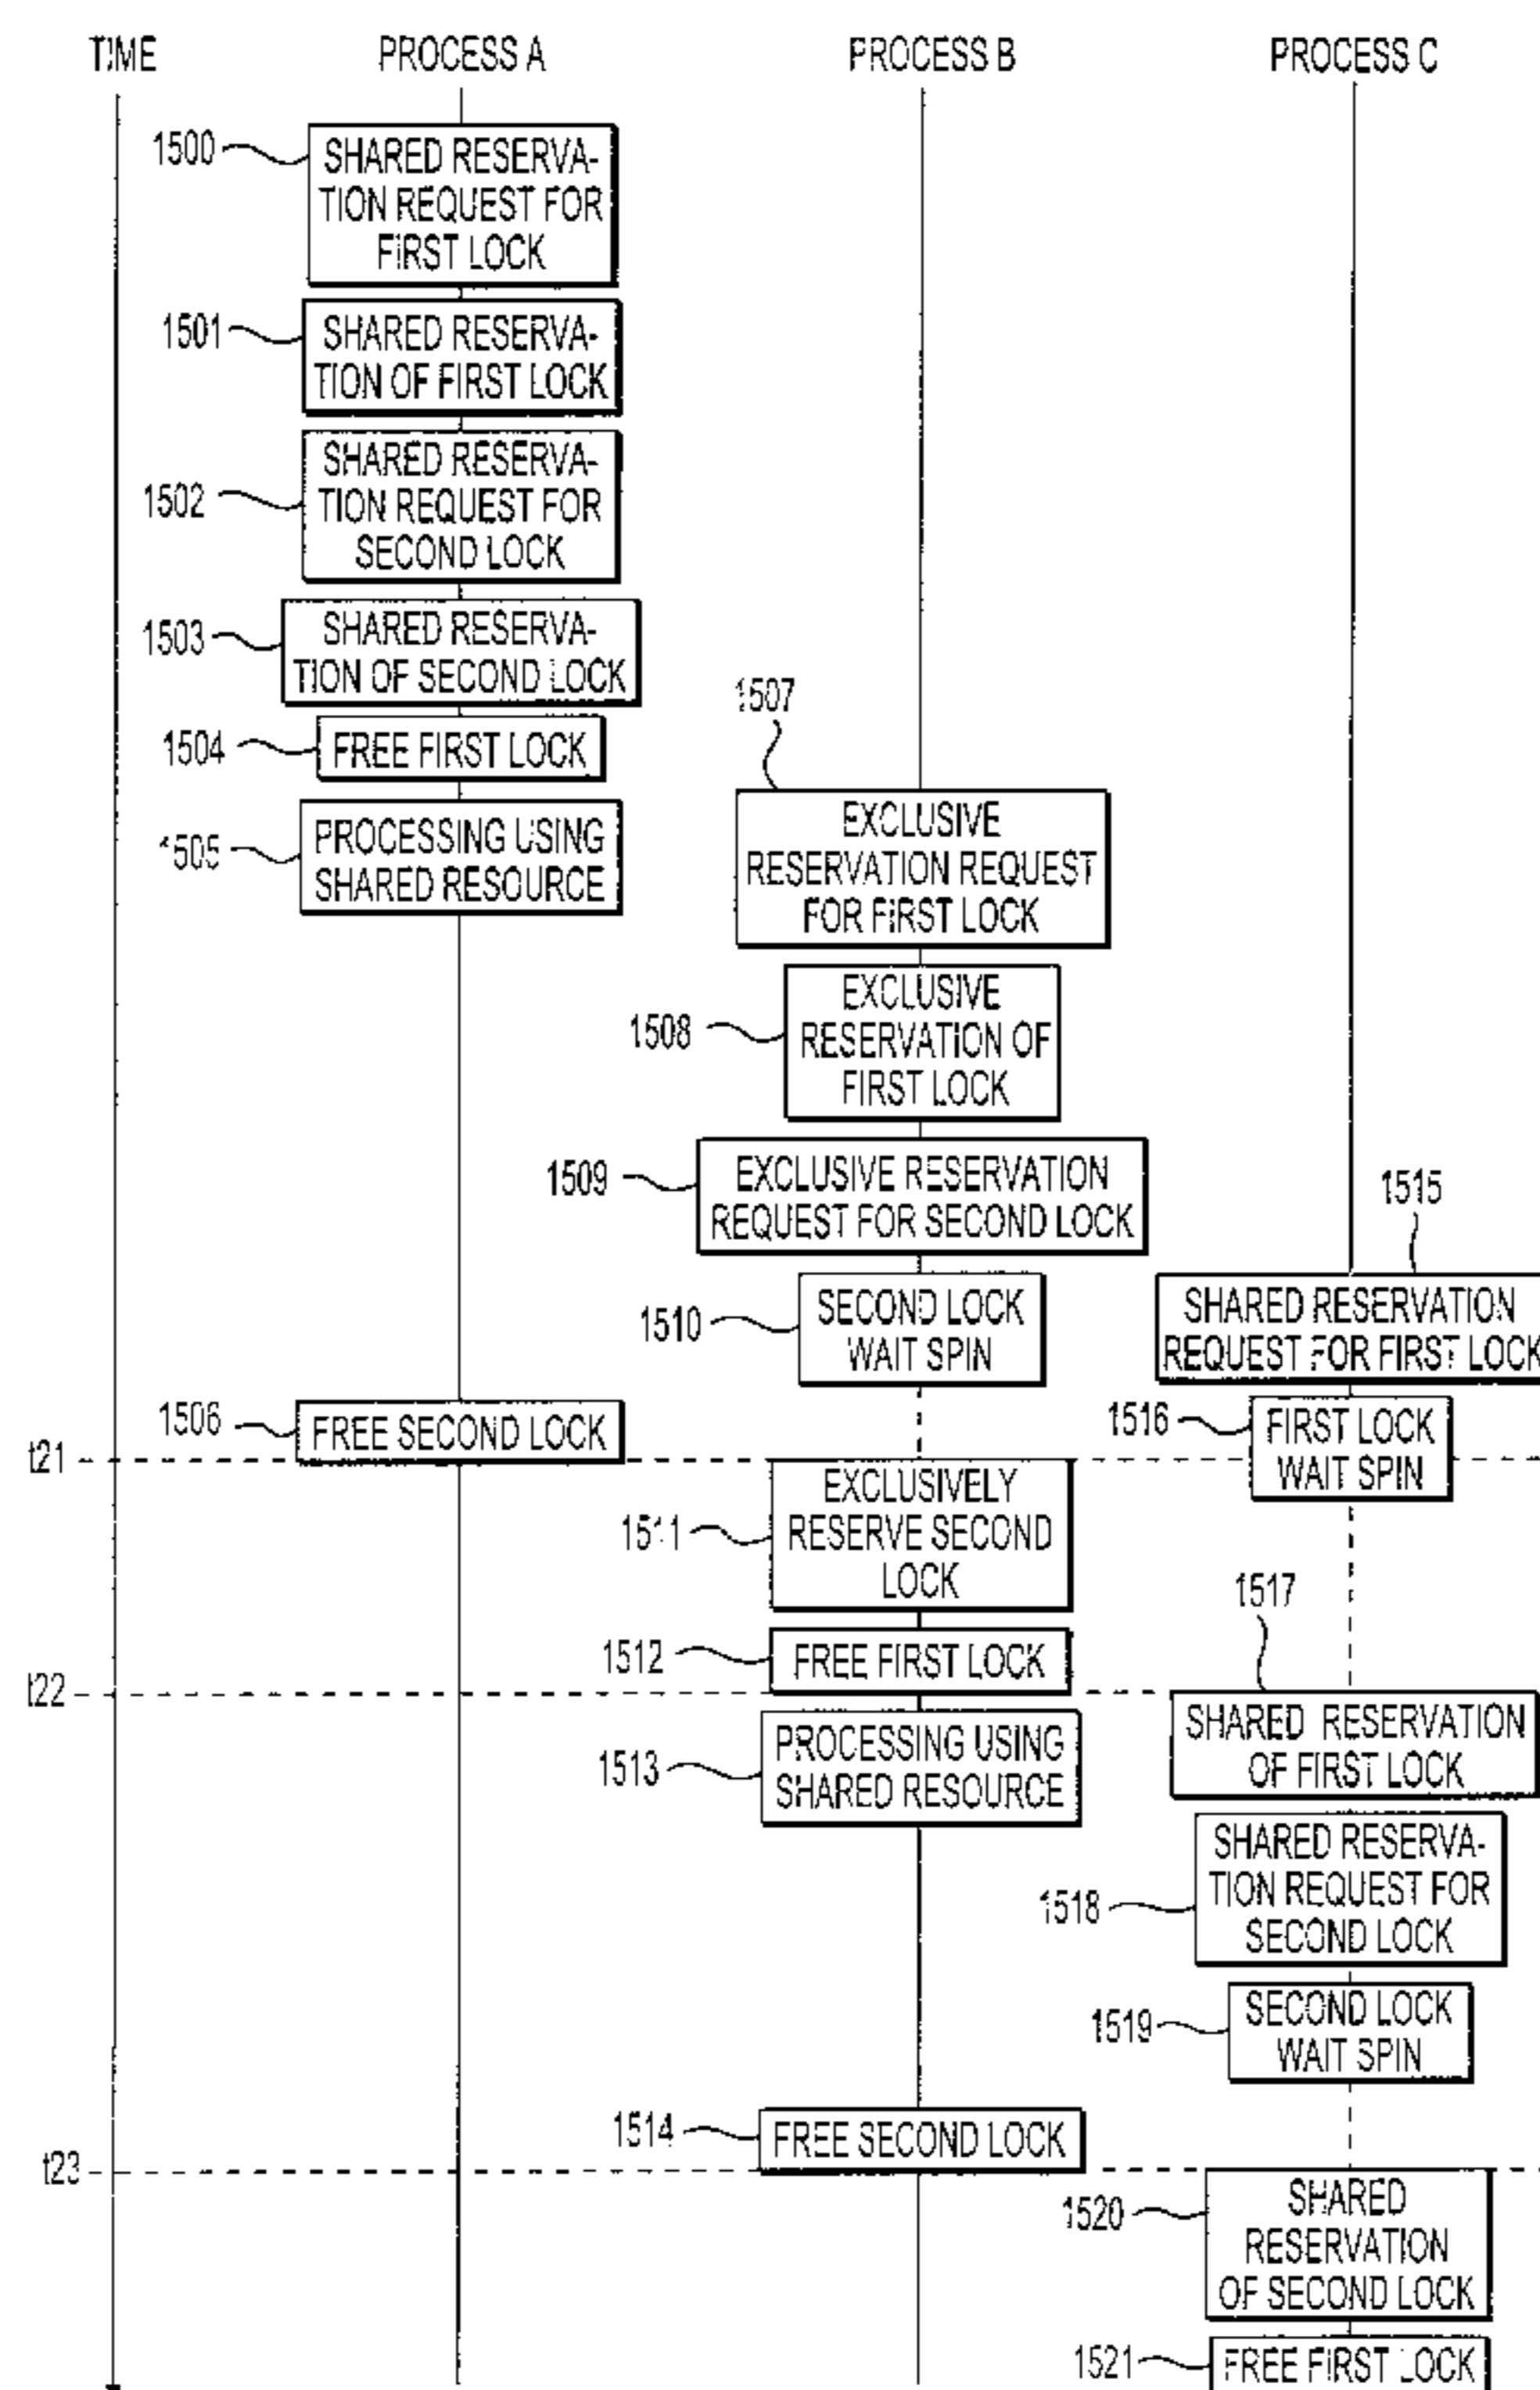 TIME
PROCESS A
PROCESS B
PROCESS C
1500
SHARED RESERVA-
TION REQUEST FOR
FIRST LOCK
1501
SHARED RESERVA-
TION OF FIRST LOCK
1502
SHARED RESERVA-
TION REQUEST FOR
SECOND LOCK
1503
SHARED RESERVA-
TION OF SECOND LOCK
1504
FREE FIRST LOCK
1505
PROCESSING USING
SHARED RESOURCE
1507
EXCLUSIVE
RESERVATION REQUEST
FOR FIRST LOCK
1508
EXCLUSIVE
RESERVATION OF
FIRST LOCK
1509
EXCLUSIVE RESERVATION
REQUEST FOR SECOND LOCK
1515
SHARED RESERVATION
REQUEST FOR FIRST LOCK
1510
SECOND LOCK
WAIT SPIN
1506
FREE SECOND LOCK
1516
FIRST LOCK
WAIT SPIN
t21
1511
EXCLUSIVELY
RESERVE SECOND
LOCK
1512
FREE FIRST LOCK
1517
t22
SHARED RESERVATION
OF FIRST LOCK
1513
PROCESSING USING
SHARED RESOURCE
1518
SHARED RESERVA-
TION REQUEST FOR
SECOND LOCK
1519
SECOND LOCK
WAIT SPIN
1514
FREE SECOND LOCK
t23
1520
SHARED
RESERVATION
OF SECOND LOCK
1521
FREE FIRST LOCK